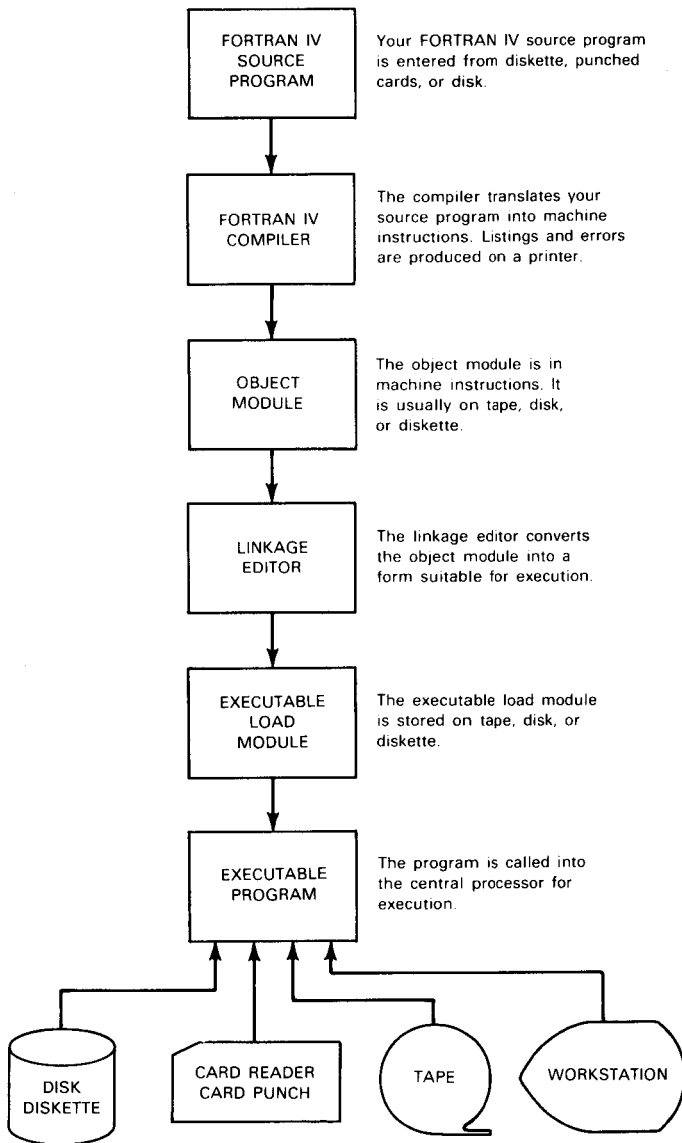 FORTRAN IV
SOURCE
PROGRAM
Your FORTRAN IV source program
is entered from diskette, punched
cards, or disk.
FORTRAN IV
COMPILER
The compiler translates your
source program into machine
instructions. Listings and errors
are produced on a printer.
OBJECT
MODULE
The object module is in
machine instructions. It
is usually on tape, disk,
or diskette.
LINKAGE
EDITOR
The linkage editor converts
the object module into a
form suitable for execution.
EXECUTABLE
LOAD
MODULE
The executable load module
is stored on tape, disk, or
diskette.
EXECUTABLE
PROGRAM
The program is called into
the central processor for
execution.
DISK
DISKETTE
CARD READER
CARD PUNCH
TAPE
WORKSTATION